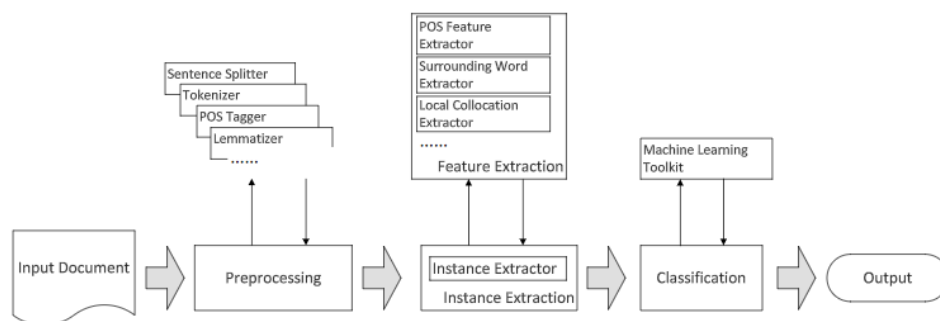 Sentence Splitter
Tokenizer
POS Tagger
Lemmatizer
......
POS Feature
Extractor
Surrounding Word
Extractor
Local Collocation
Extractor
......
Feature Extraction
Machine Learning
Toolkit
Input Document
Preprocessing
Instance Extractor
Instance Extraction
Classification
Output